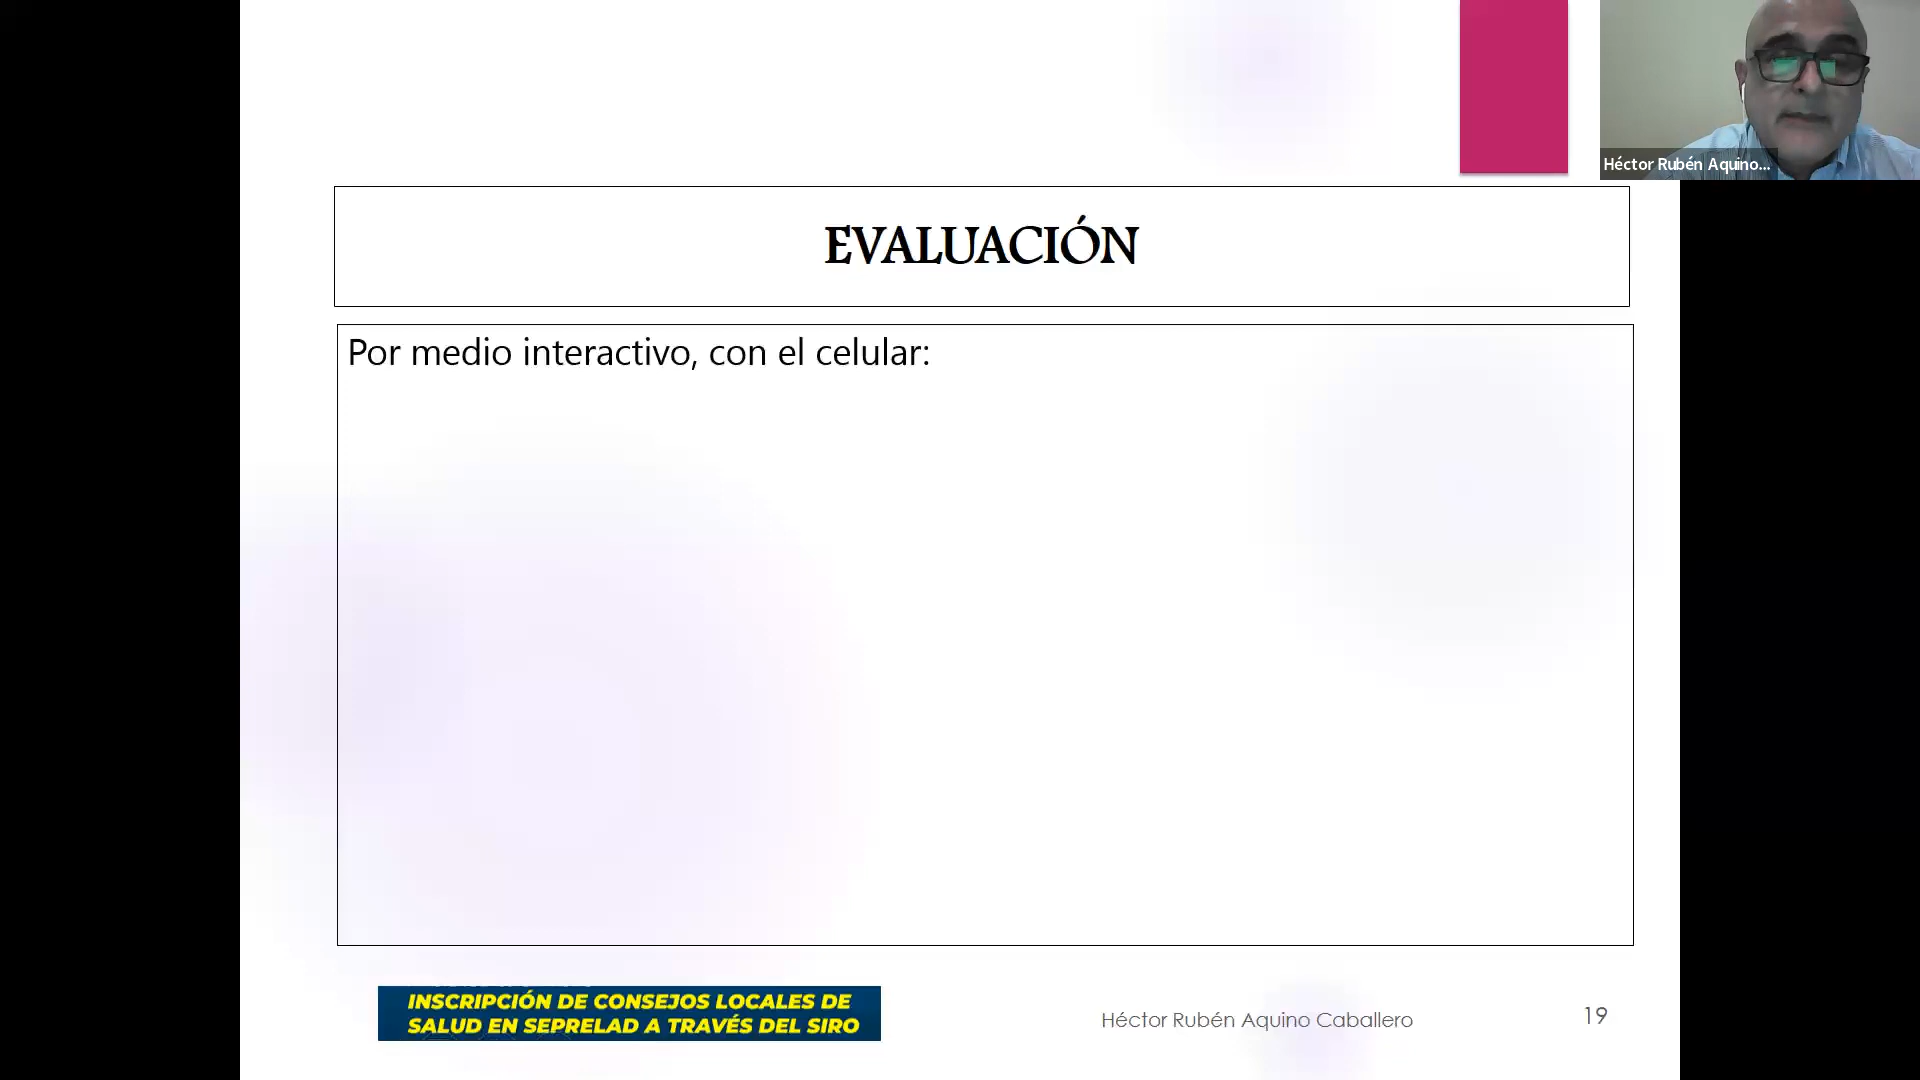 Héctor Rubén Aquino...
EVALUACIÓN
Por medio interactivo, con el celular:
INSCRIPCIÓN DE CONSEJOS LOCALES DE
SALUD EN SEPRELAD A TRAVÉS DEL SIRO
Héctor Rubén Aquino Caballero
19